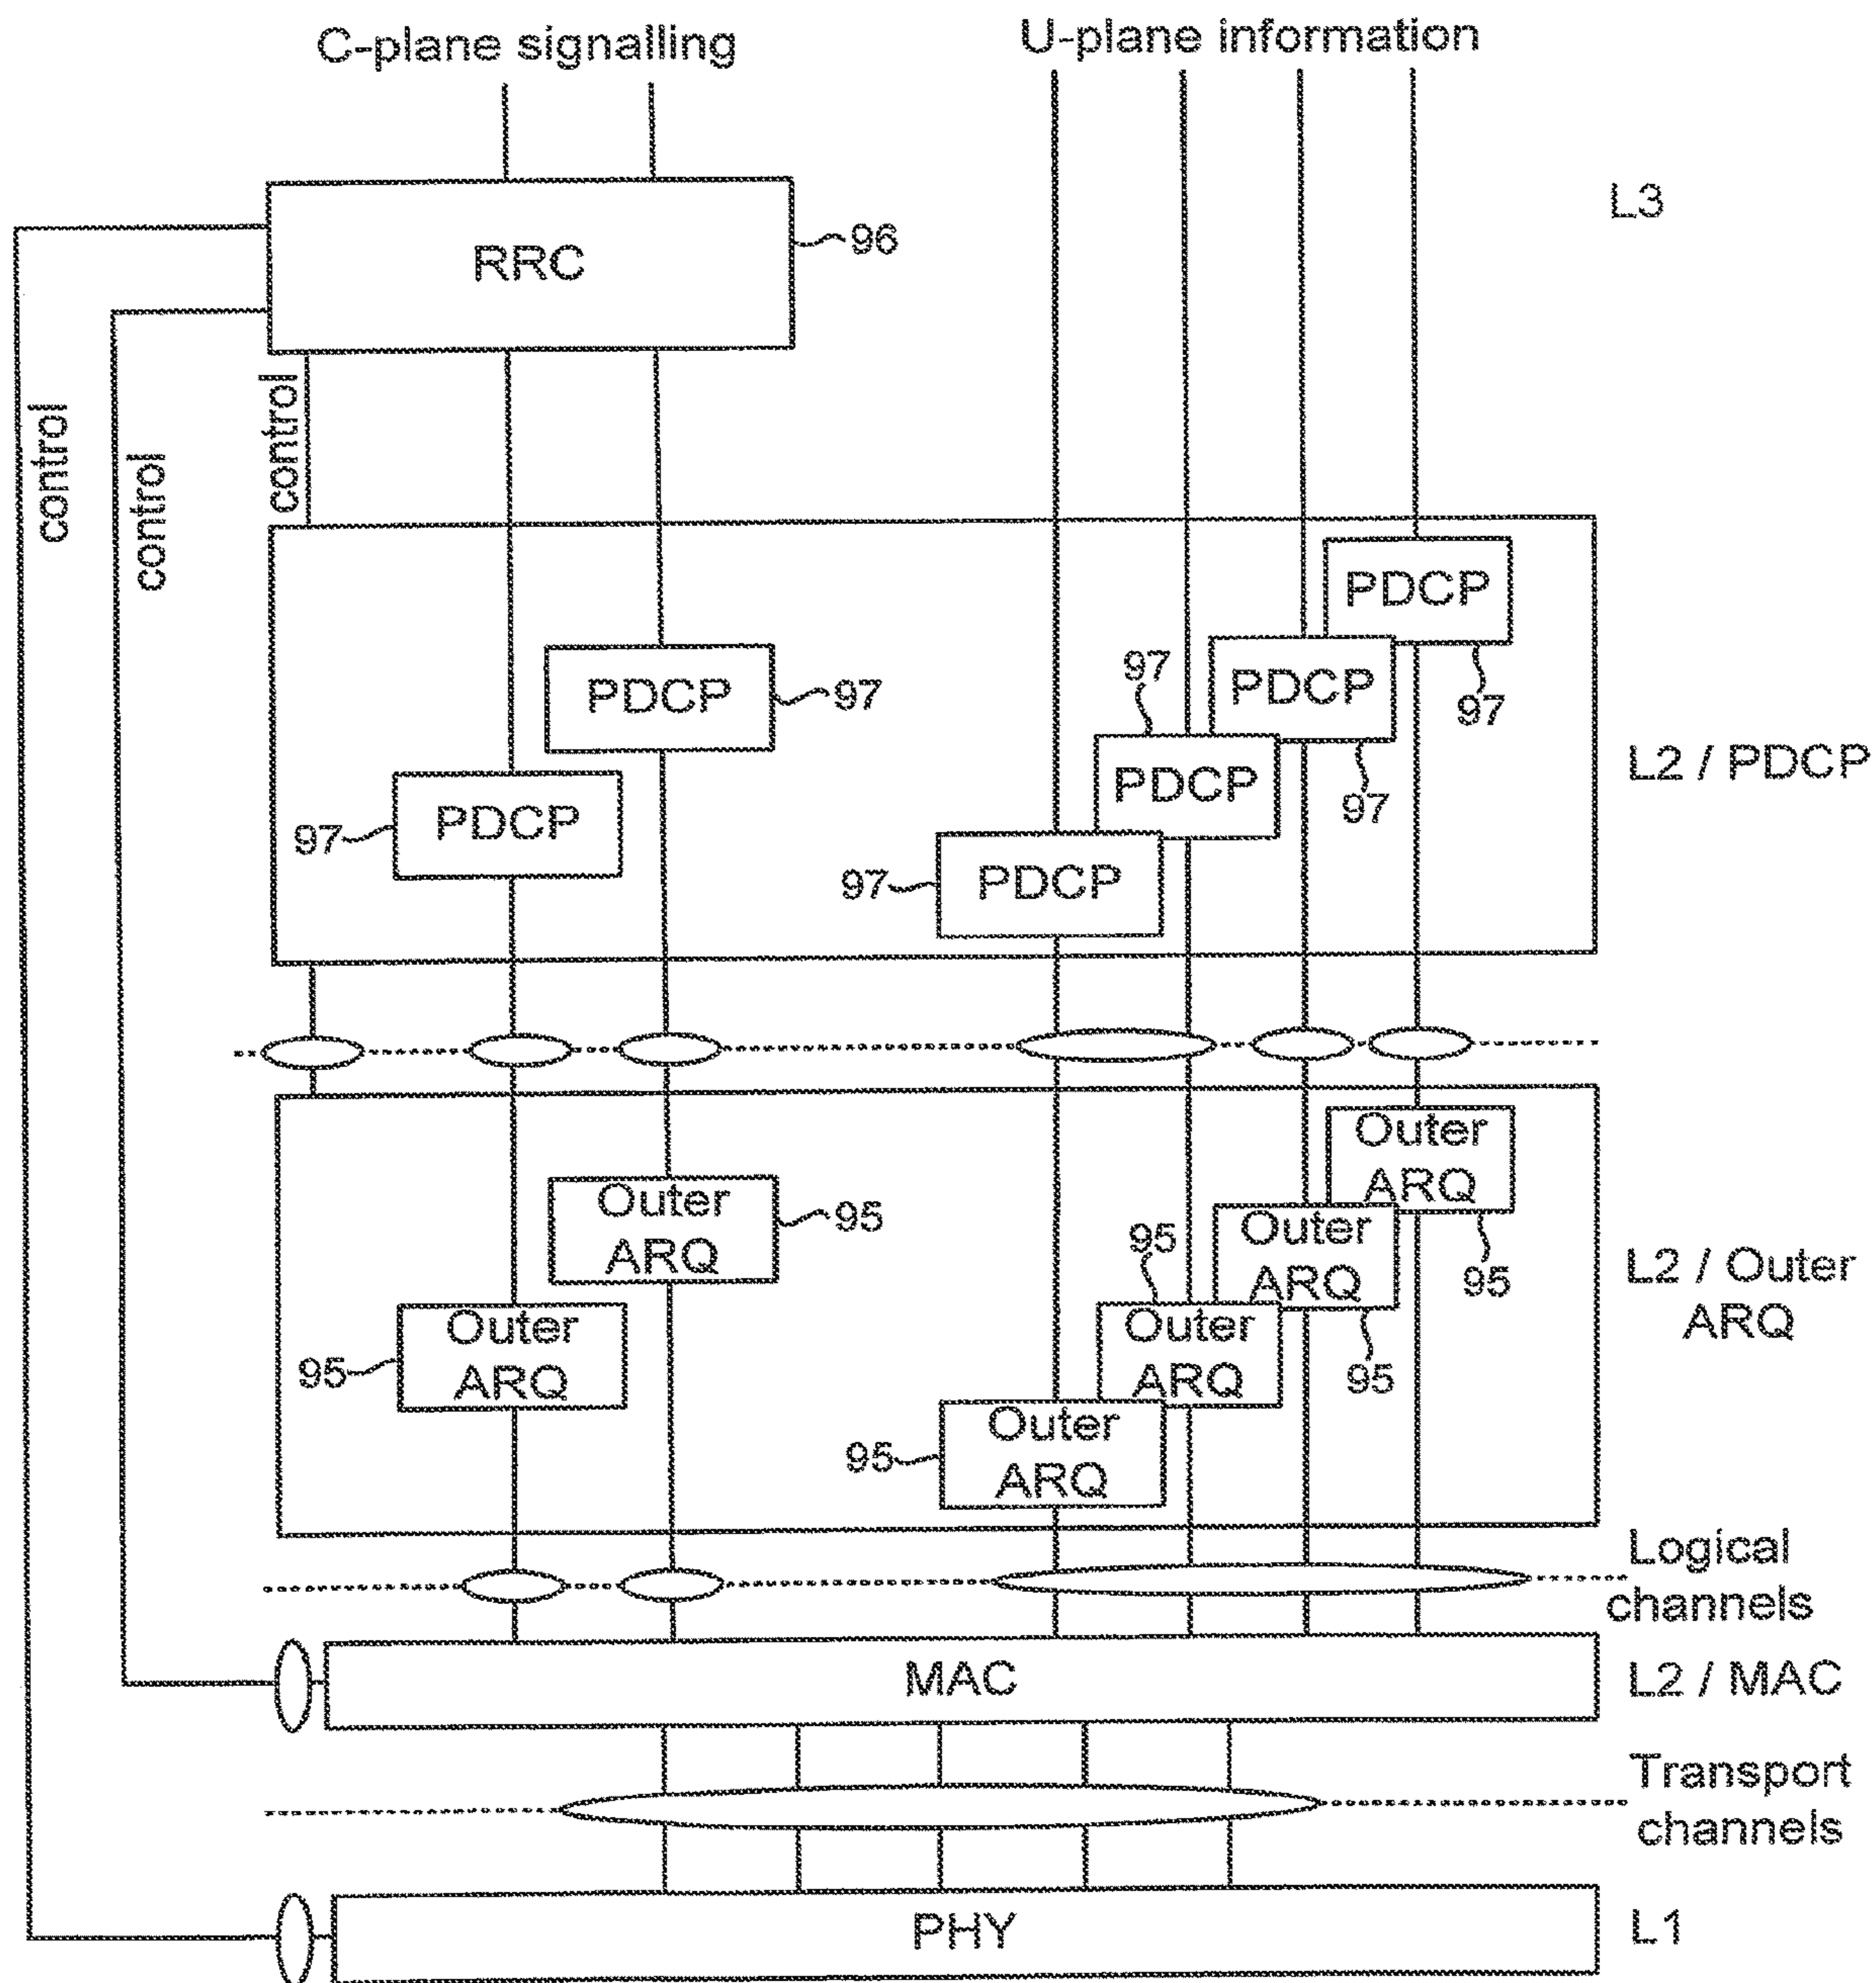 C-plane signalling
U-plane information
L3
RRC
96
control
control
control
PDCP
PDCP
97
97
PDCP
97
PDCP
97
97
PDCP
L2 / PDCP
97
PDCP
97
Outer
ARQ
Outer
ARQ
95
95
Outer
ARQ
95
L2 / Outer
ARQ
Outer
ARQ
95
Outer
ARQ
95
Outer
ARQ
95
Logical
channels
MAC
L2 / MAC
Transport
channels
PHY
L1